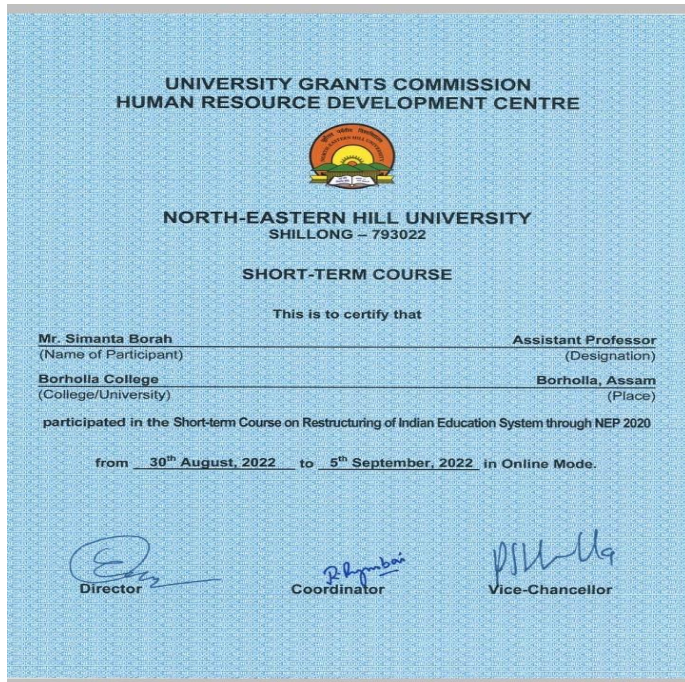 UNIVERSITY GRANTS COMMISSION
HUMAN RESOURCE DEVELOPMENT CENTRE
NORTH-EASTERN HILL UNIVERSITY
SHILLONG – 793022
SHORT-TERM COURSE
This is to certify that
Mr. Simanta Borah Assistant Professor
(Name of Participant) (Designation)
Borholla College Borholla, Assam
(College/University) (Place)
participated in the Short-term Course on Restructuring of Indian Education System through NEP 2020
from 30th August, 2022 to 5th September, 2022 in Online Mode.
Director Coordinator Vice-Chancellor